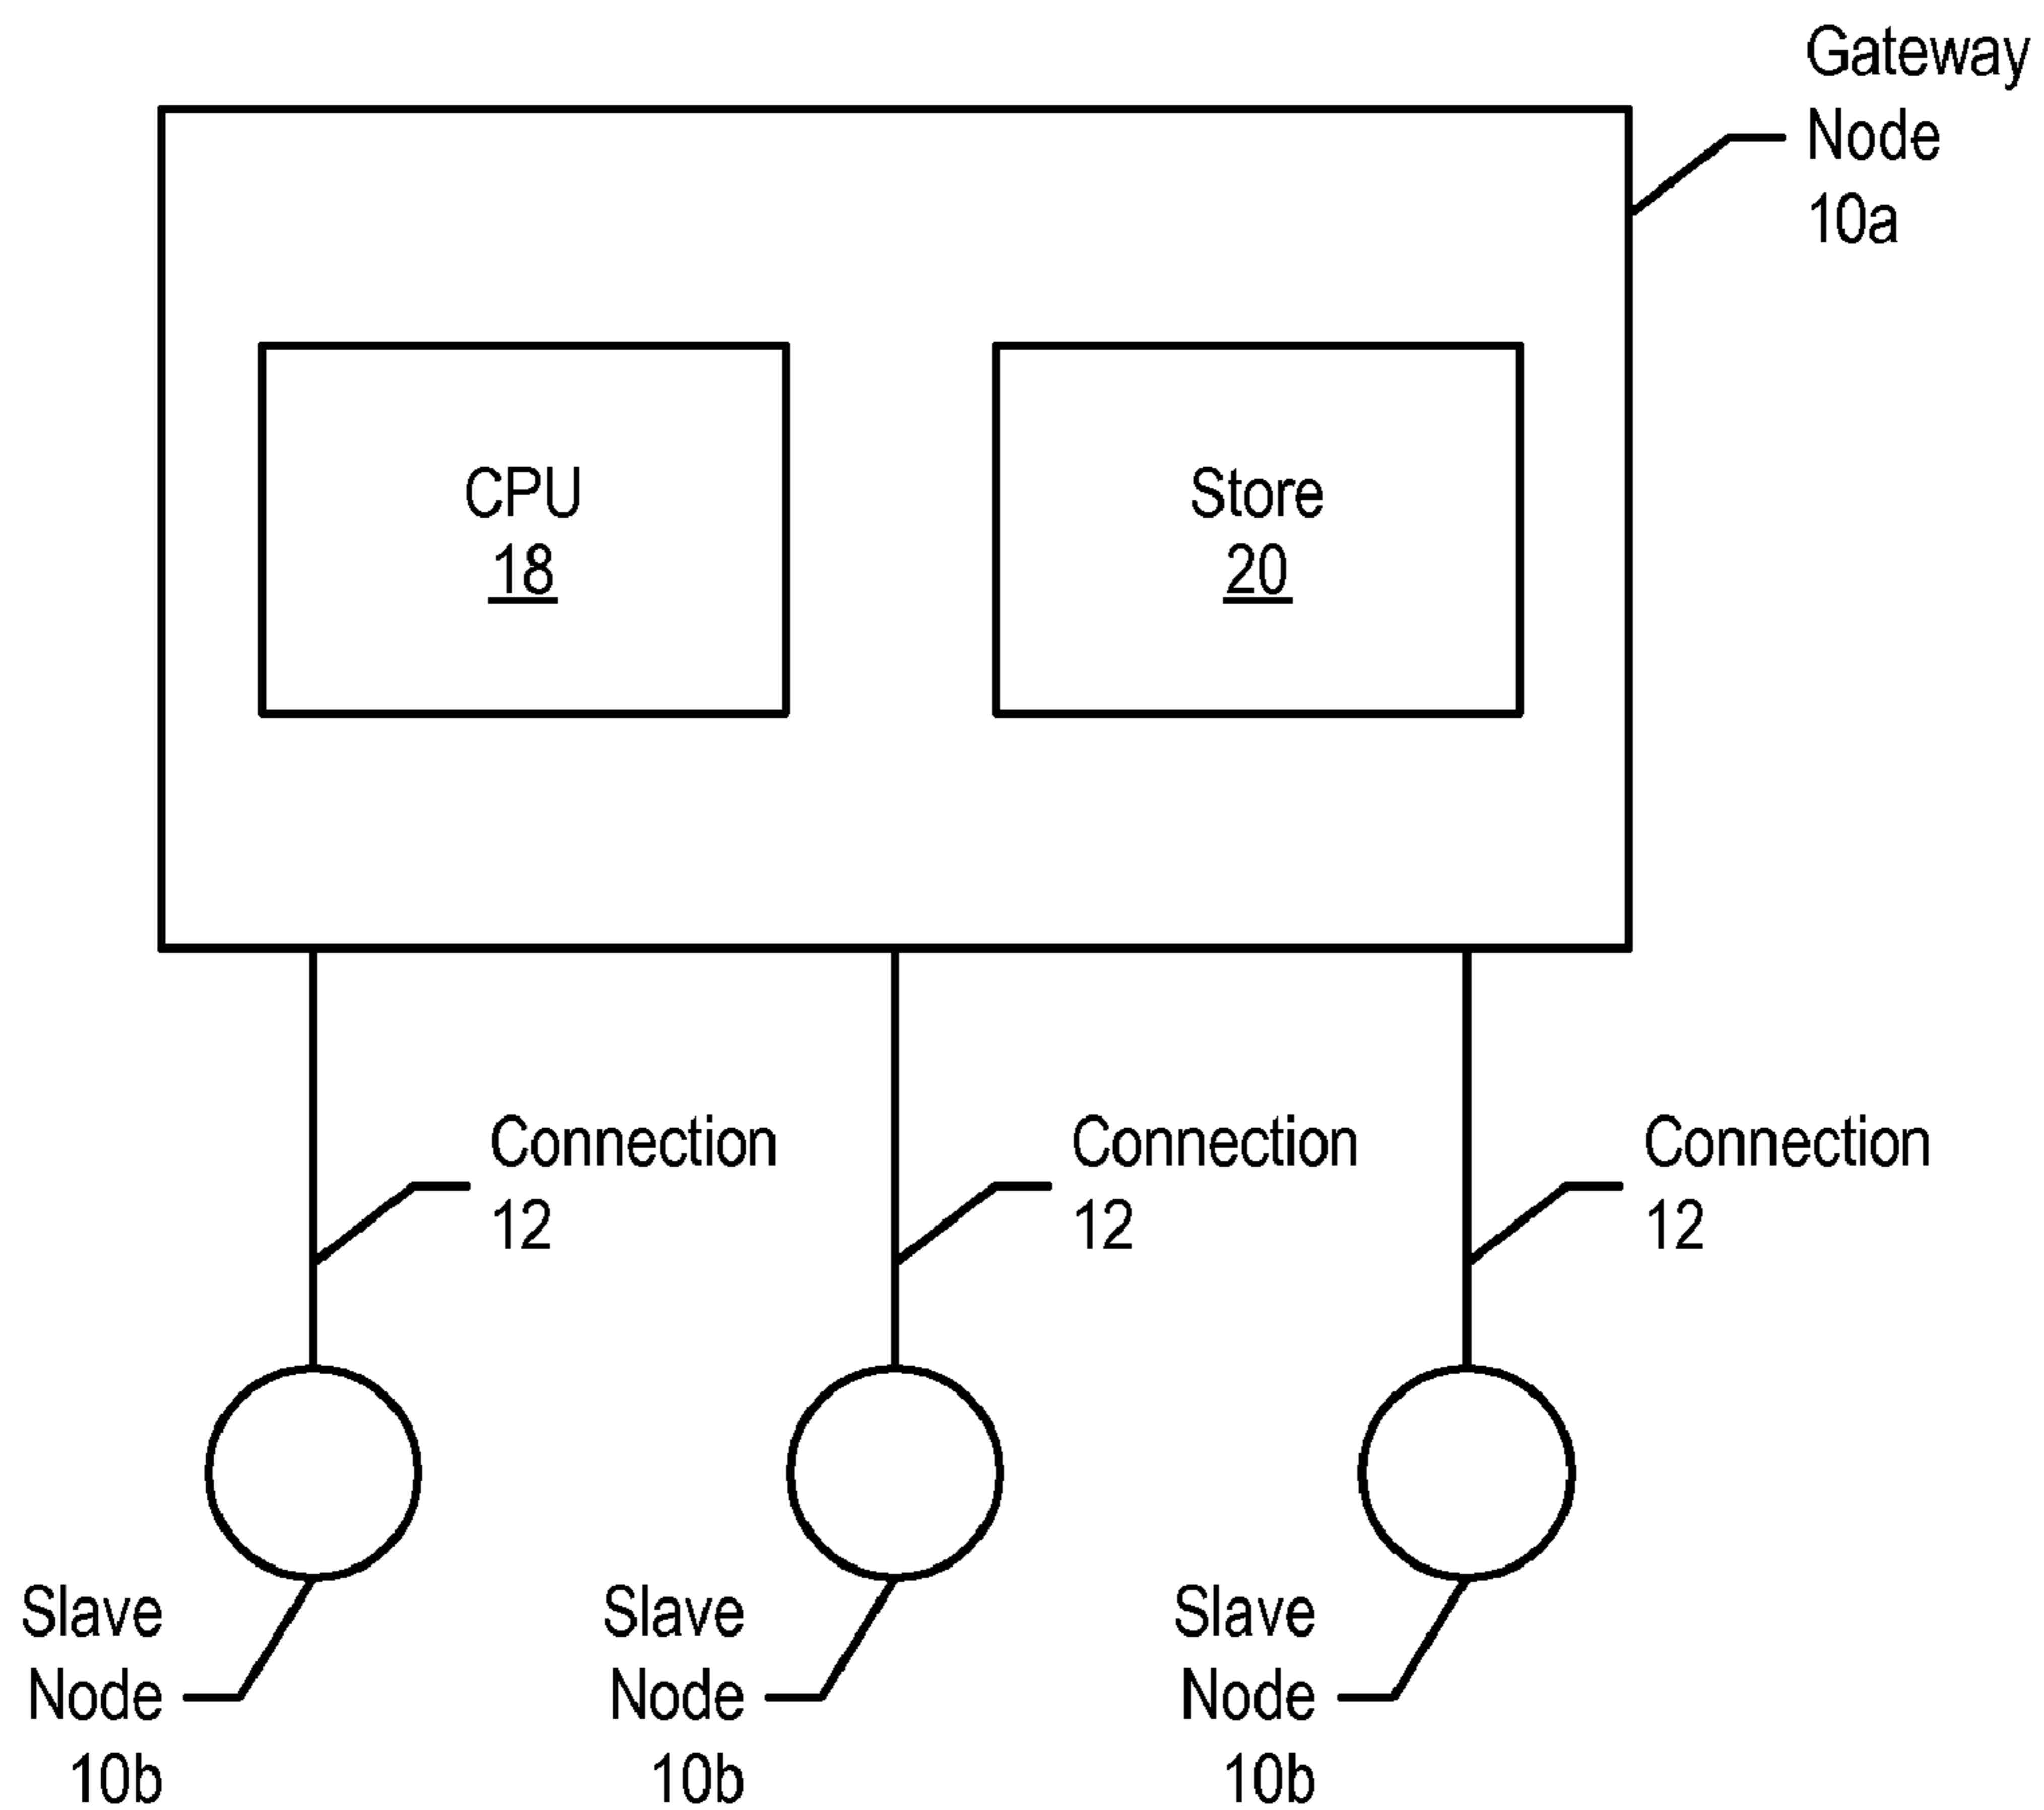 Gateway
Node
10a
CPU
18
Store
20
Connection
12
Connection
12
Connection
12
Slave
Node
10b
Slave
Node
10b
Slave
Node
10b